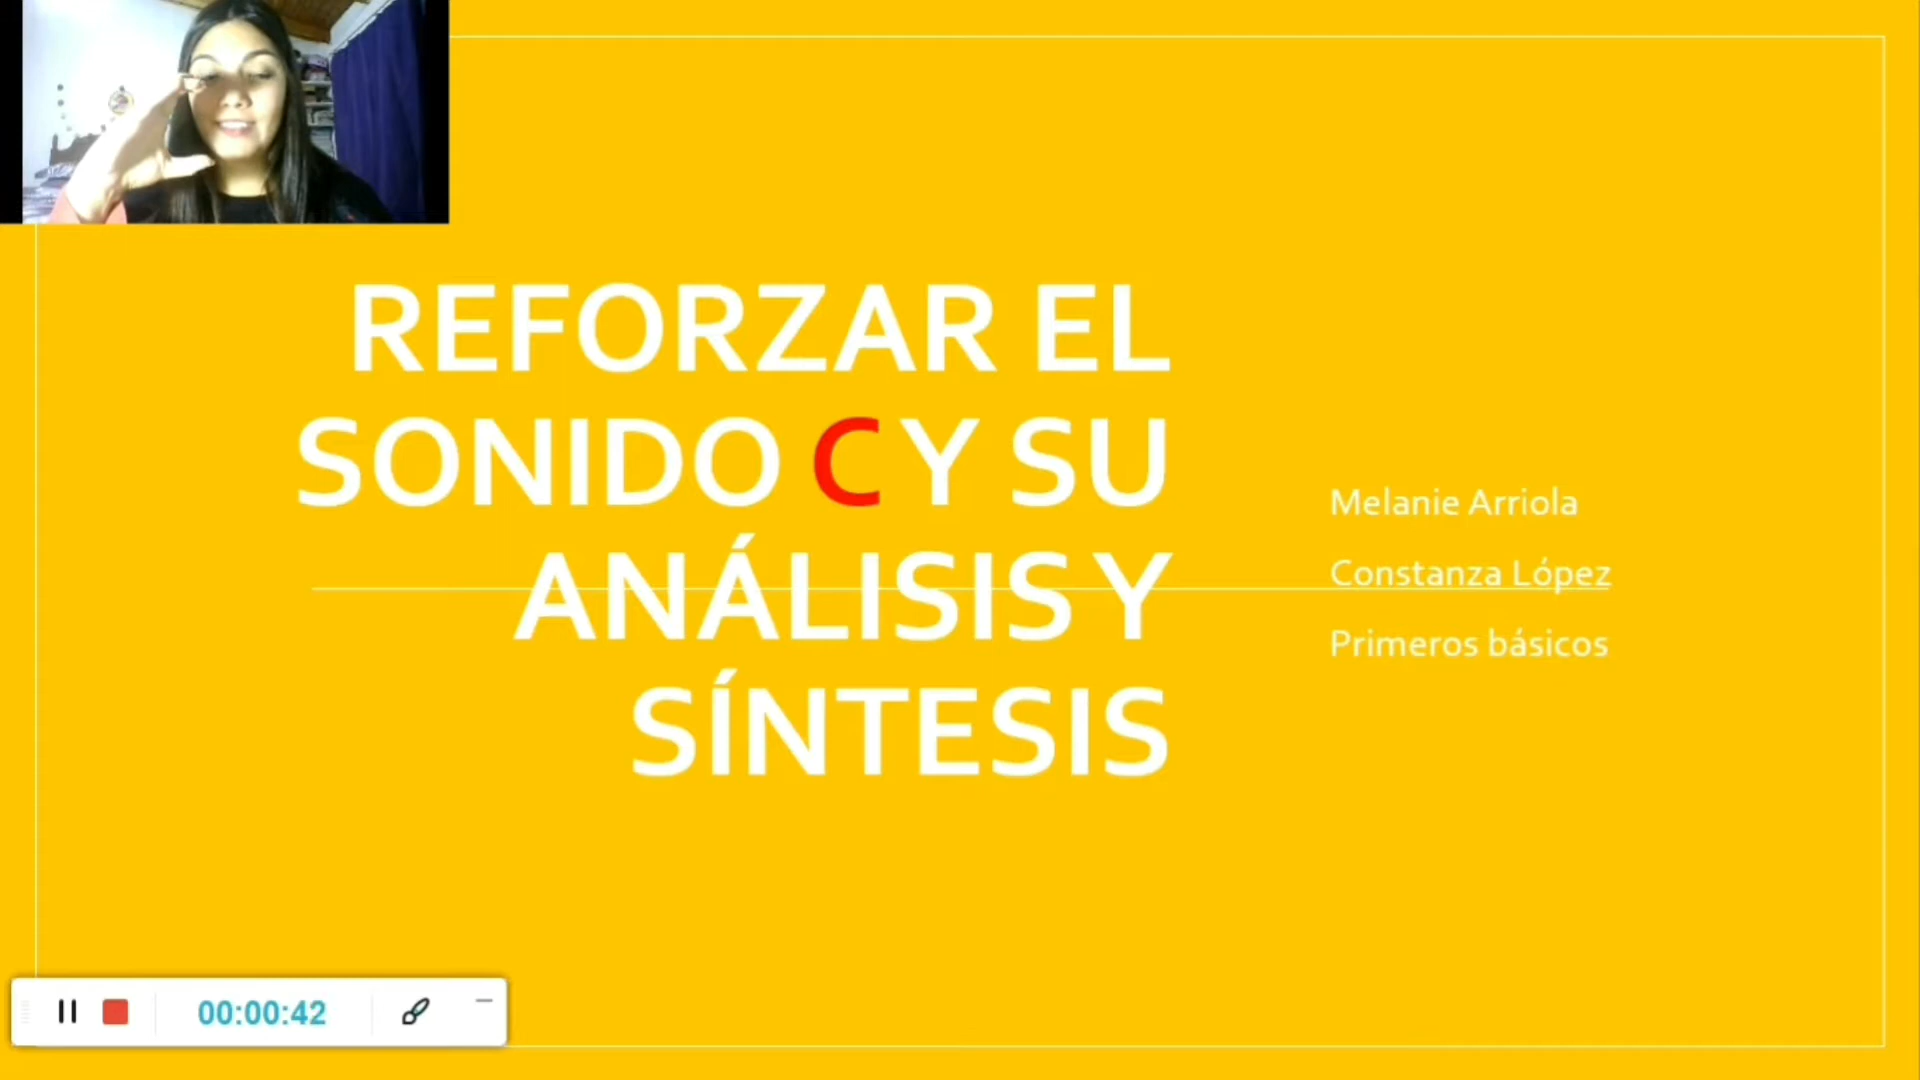 REFORZAR EL
SONIDO C Y SU
ANÁLISIS Y
SÍNTESIS
Melanie Arriola
Constanza López
Primeros básicos
00:00:42